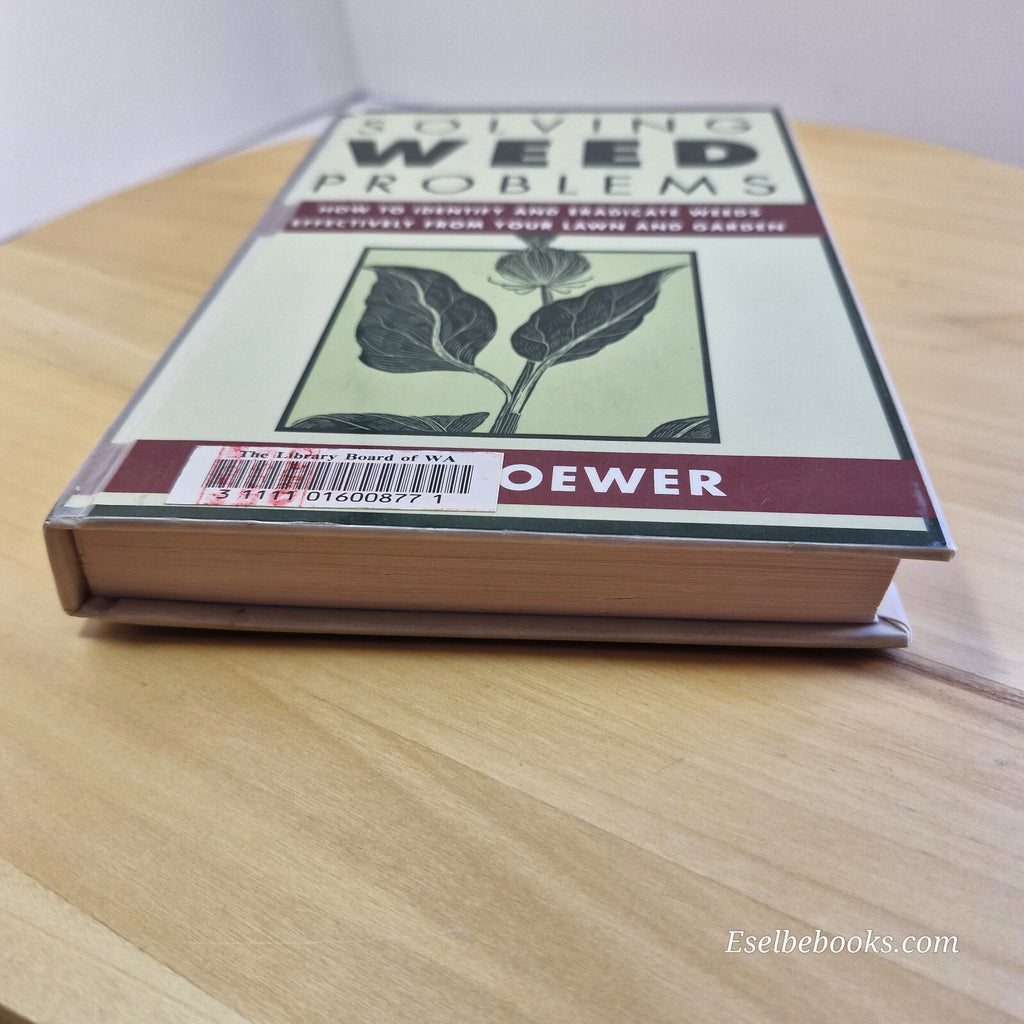 SOLVING
WEED
PROBLEMS
HOW TO IDENTIFY AND ERADICATE WEEDS
EFFECTIVELY FROM YOUR LAWN AND GARDEN
The Library Board of WA
OEWER
3 1111 01600877 1
Eselbebooks.com